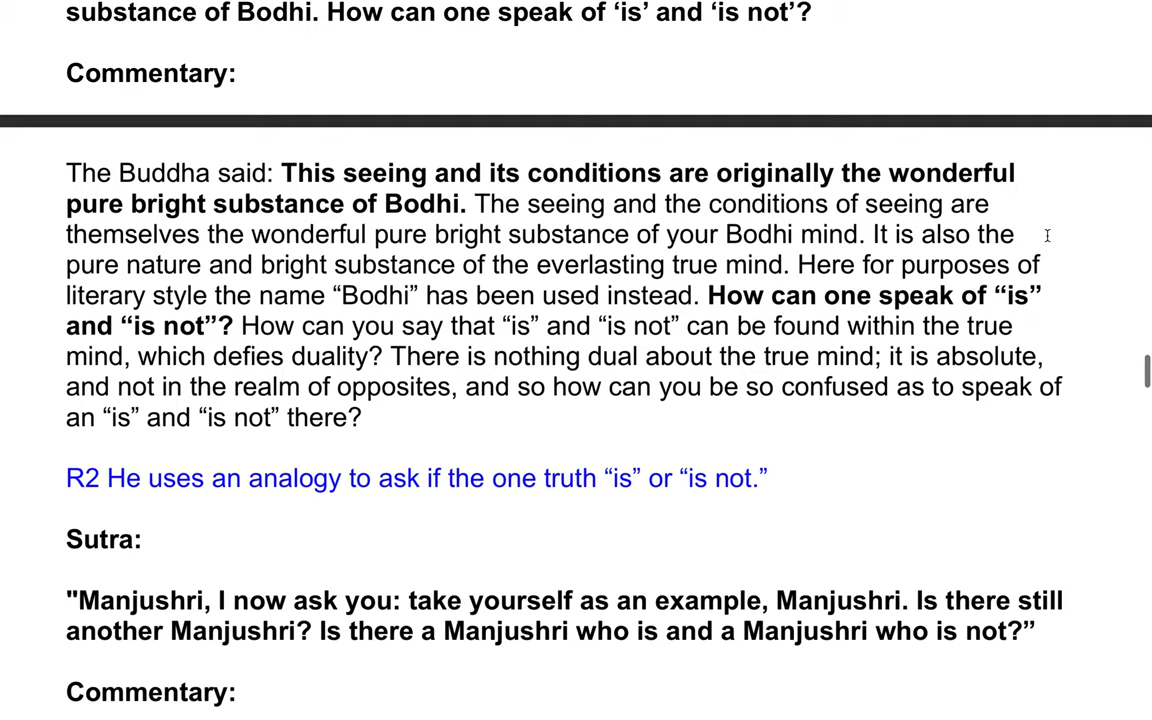 substance of Bodhi. How can one speak of ‘is’ and ‘is not’?
Commentary:
The Buddha said: This seeing and its conditions are originally the wonderful
pure bright substance of Bodhi. The seeing and the conditions of seeing are
themselves the wonderful pure bright substance of your Bodhi mind. It is also the
pure nature and bright substance of the everlasting true mind. Here for purposes of
literary style the name “Bodhi” has been used instead. How can one speak of “is”
and “is not”? How can you say that “is” and “is not” can be found within the true
mind, which defies duality? There is nothing dual about the true mind; it is absolute,
and not in the realm of opposites, and so how can you be so confused as to speak of
an “is” and “is not” there?
R2 He uses an analogy to ask if the one truth “is” or “is not.”
Sutra:
"Manjushri, I now ask you: take yourself as an example, Manjushri. Is there still
another Manjushri? Is there a Manjushri who is and a Manjushri who is not?”
Commentary: